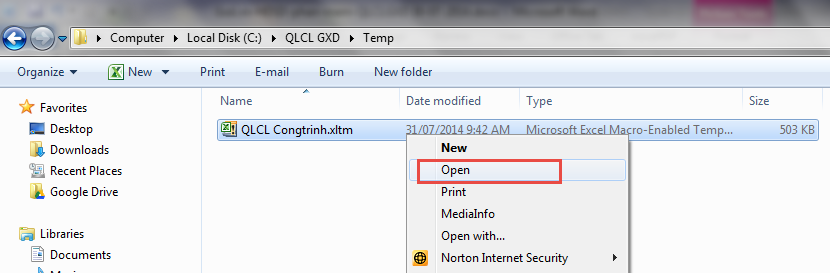 Computer ▸ Local Disk (C:) ▸ QLCL GXD ▸ Temp
Organize New Print E-mail Burn New folder
Name Date modified Type Size
Favorites
Desktop
Downloads
Recent Places
Google Drive
Libraries
Documents
QLCL Congtrinh.xltm 31/07/2014 9:42 AM Microsoft Excel Macro-Enabled Temp... 503 KB
New
Open
Print
MediaInfo
Open with...
Norton Internet Security